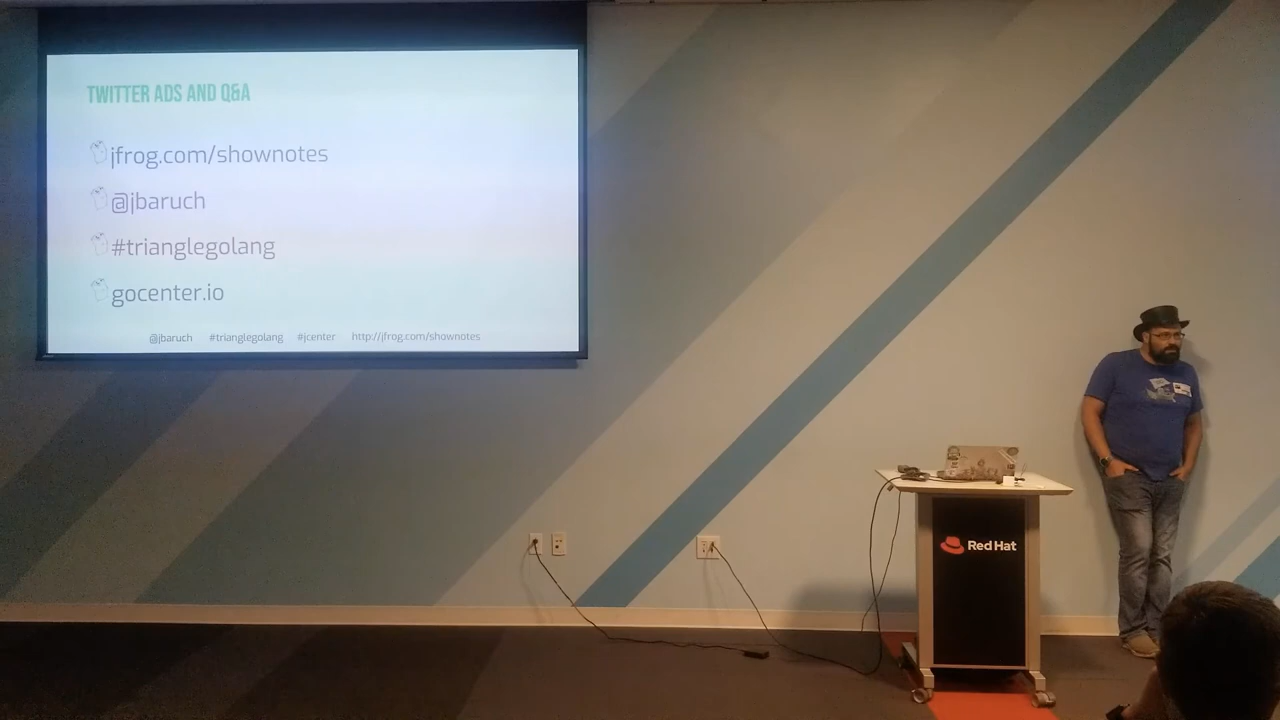 TWITTER ADS AND Q&A
jfrog.com/shownotes
@jbaruch
#trianglegolang
gocenter.io
@jbaruch #trianglegolang #jcenter http://jfrog.com/shownotes
Red Hat